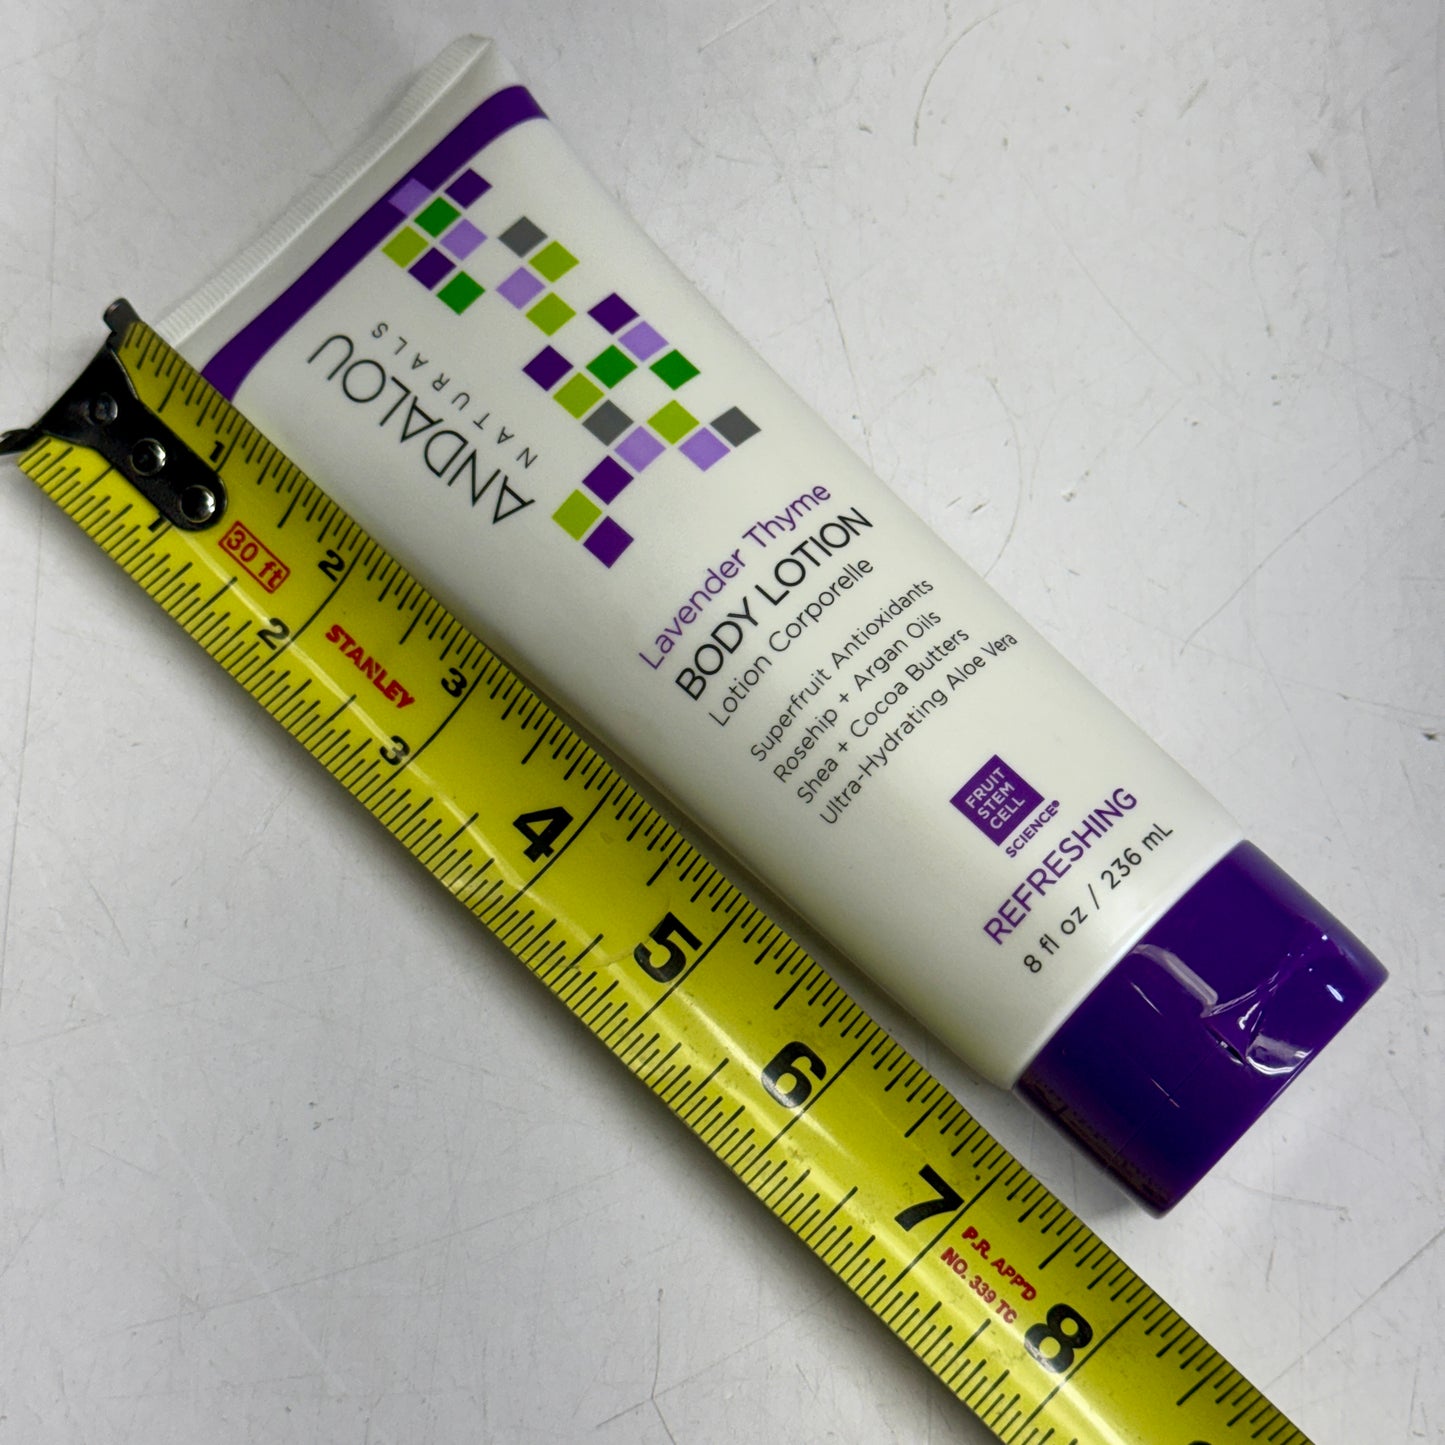 ANDALOU
NATURALS
Lavender Thyme
BODY LOTION
Lotion Corporelle
Superfruit Antioxidants
Rosehip + Argan Oils
Shea + Cocoa Butters
Ultra-Hydrating Aloe Vera
FRUIT
STEM
CELL
SCIENCE®
REFRESHING
8 fl oz / 236 mL
1
1
30 ft
2
2
STANLEY
3
3
4
5
6
7
P.R. APP'D
NO. 339 TC
8